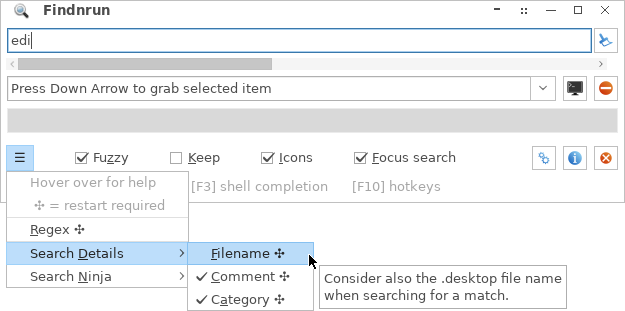 Findnrun
edi
Press Down Arrow to grab selected item
Fuzzy Keep Icons Focus search
Hover over for help
[F3] shell completion [F10] hotkeys
✣ = restart required
Regex ✣
Search Details
Filename ✣
Search Ninja
Comment ✣
Category ✣
Consider also the .desktop file name
when searching for a match.